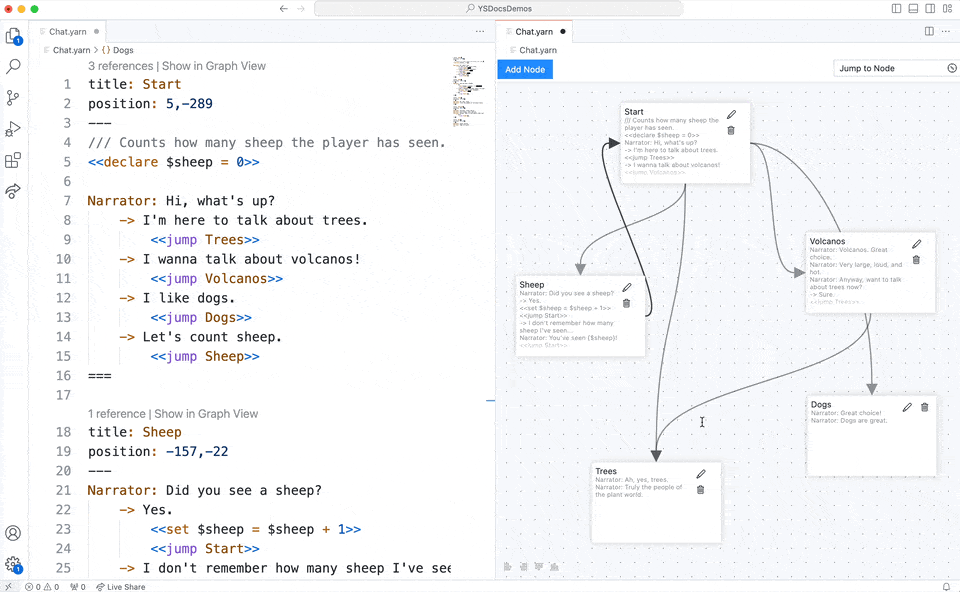 YSDocsDemos
Chat.yarn
Chat.yarn > {} Dogs
3 references | Show in Graph View
1 title: Start
2 position: 5,-289
3 ---
4 /// Counts how many sheep the player has seen.
5 <<declare $sheep = 0>>
6
7 Narrator: Hi, what's up?
8 -> I'm here to talk about trees.
9 <<jump Trees>>
10 -> I wanna talk about volcanos!
11 <<jump Volcanos>>
12 -> I like dogs.
13 <<jump Dogs>>
14 -> Let's count sheep.
15 <<jump Sheep>>
16 ===
17
1 reference | Show in Graph View
18 title: Sheep
19 position: -157,-22
20 ---
21 Narrator: Did you see a sheep?
22 -> Yes.
23 <<set $sheep = $sheep + 1>>
24 <<jump Start>>
25 -> I don't remember how many sheep I've see
Chat.yarn
Chat.yarn
Add Node
Jump to Node
Start
/// Counts how many sheep the
player has seen.
<<declare $sheep = 0>>
Narrator: Hi, what's up?
-> I'm here to talk about trees.
<<jump Trees>>
-> I wanna talk about volcanos!
<<jump Volcanos>>
Volcanos
Narrator: Volcanos. Great
choice.
Narrator: Very large, loud, and
hot.
Narrator: Anyway, want to talk
about trees now?
-> Sure.
<<jump Trees>>
Sheep
Narrator: Did you see a sheep?
-> Yes.
<<set $sheep = $sheep + 1>>
<<jump Start>>
-> I don't remember how many
sheep I've seen...
Narrator: You've seen {$sheep}!
<<jump Start>>
Dogs
Narrator: Great choice!
Narrator: Dogs are great.
Trees
Narrator: Ah, yes, trees.
Narrator: Truly the people of
the plant world.
1
1
0 0 0 Live Share